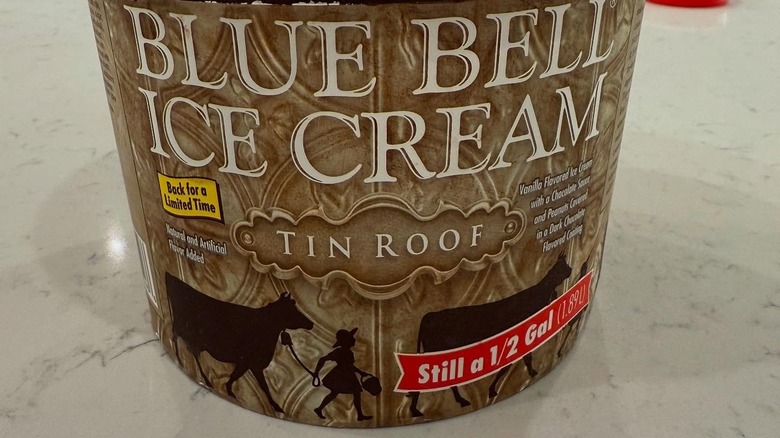 BLUE BELL®
ICE CREAM
Back for a
Limited Time
Natural and Artificial
Flavor Added
TIN ROOF
Vanilla Flavored Ice Cream
with a Chocolate Sauce
and Peanuts Covered
in a Dark Chocolate
Flavored Coating
Still a 1/2 Gal (1.89L)